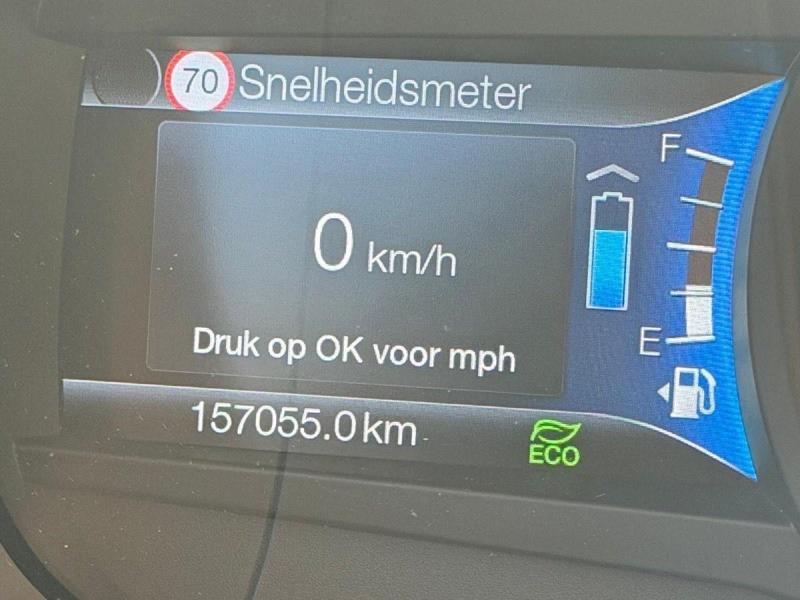 70 Snelheidsmeter
F
0 km/h
E
Druk op OK voor mph
157055.0 km
ECO